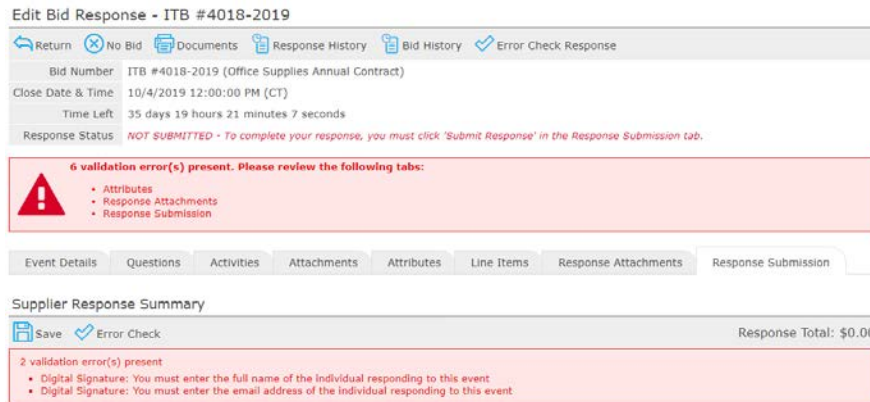 Edit Bid Response - ITB #4018-2019
Return No Bid Documents Response History Bid History Error Check Response
Bid Number ITB #4018-2019 (Office Supplies Annual Contract)
Close Date & Time 10/4/2019 12:00:00 PM (CT)
Time Left 35 days 19 hours 21 minutes 7 seconds
Response Status NOT SUBMITTED - To complete your response, you must click 'Submit Response' in the Response Submission tab.
6 validation error(s) present. Please review the following tabs:
• Attributes
• Response Attachments
• Response Submission
Event Details Questions Activities Attachments Attributes Line Items Response Attachments Response Submission
Supplier Response Summary
Save Error Check Response Total: $0.00
2 validation error(s) present
• Digital Signature: You must enter the full name of the individual responding to this event
• Digital Signature: You must enter the email address of the individual responding to this event